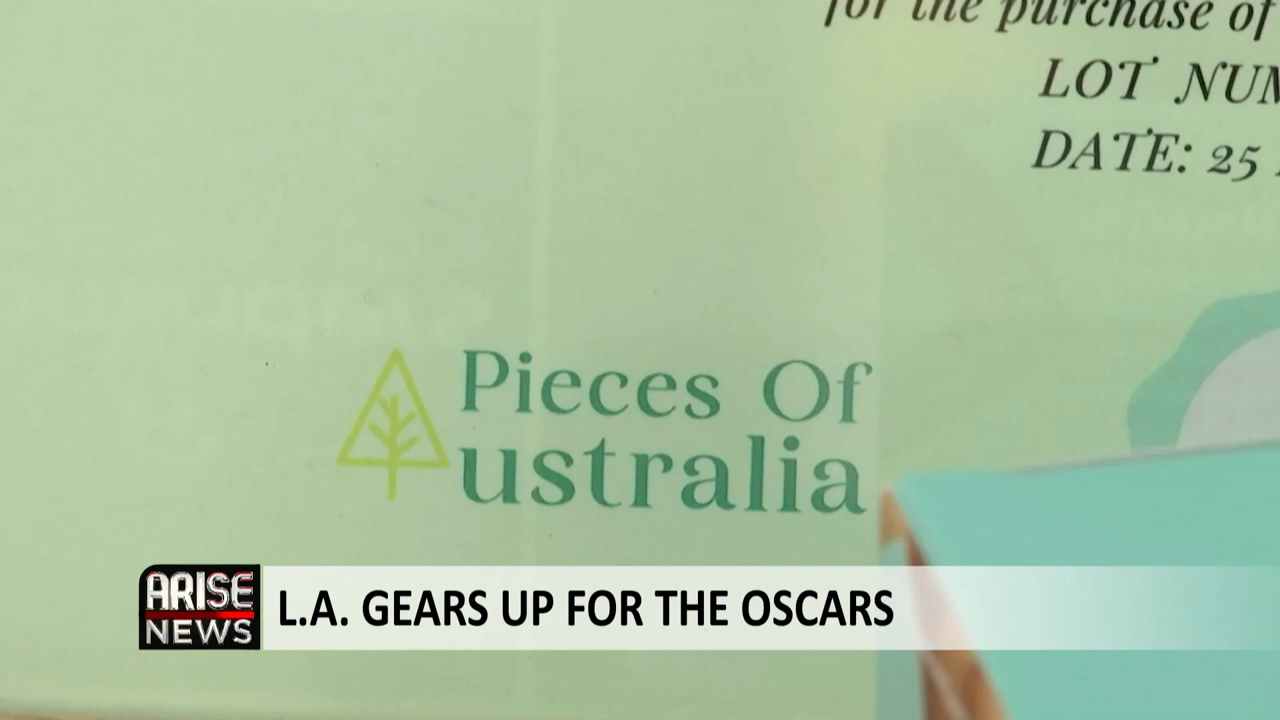 for the purchase of
LOT NUM
DATE: 25
Pieces Of
ustralia
ARISE
NEWS
L.A. GEARS UP FOR THE OSCARS